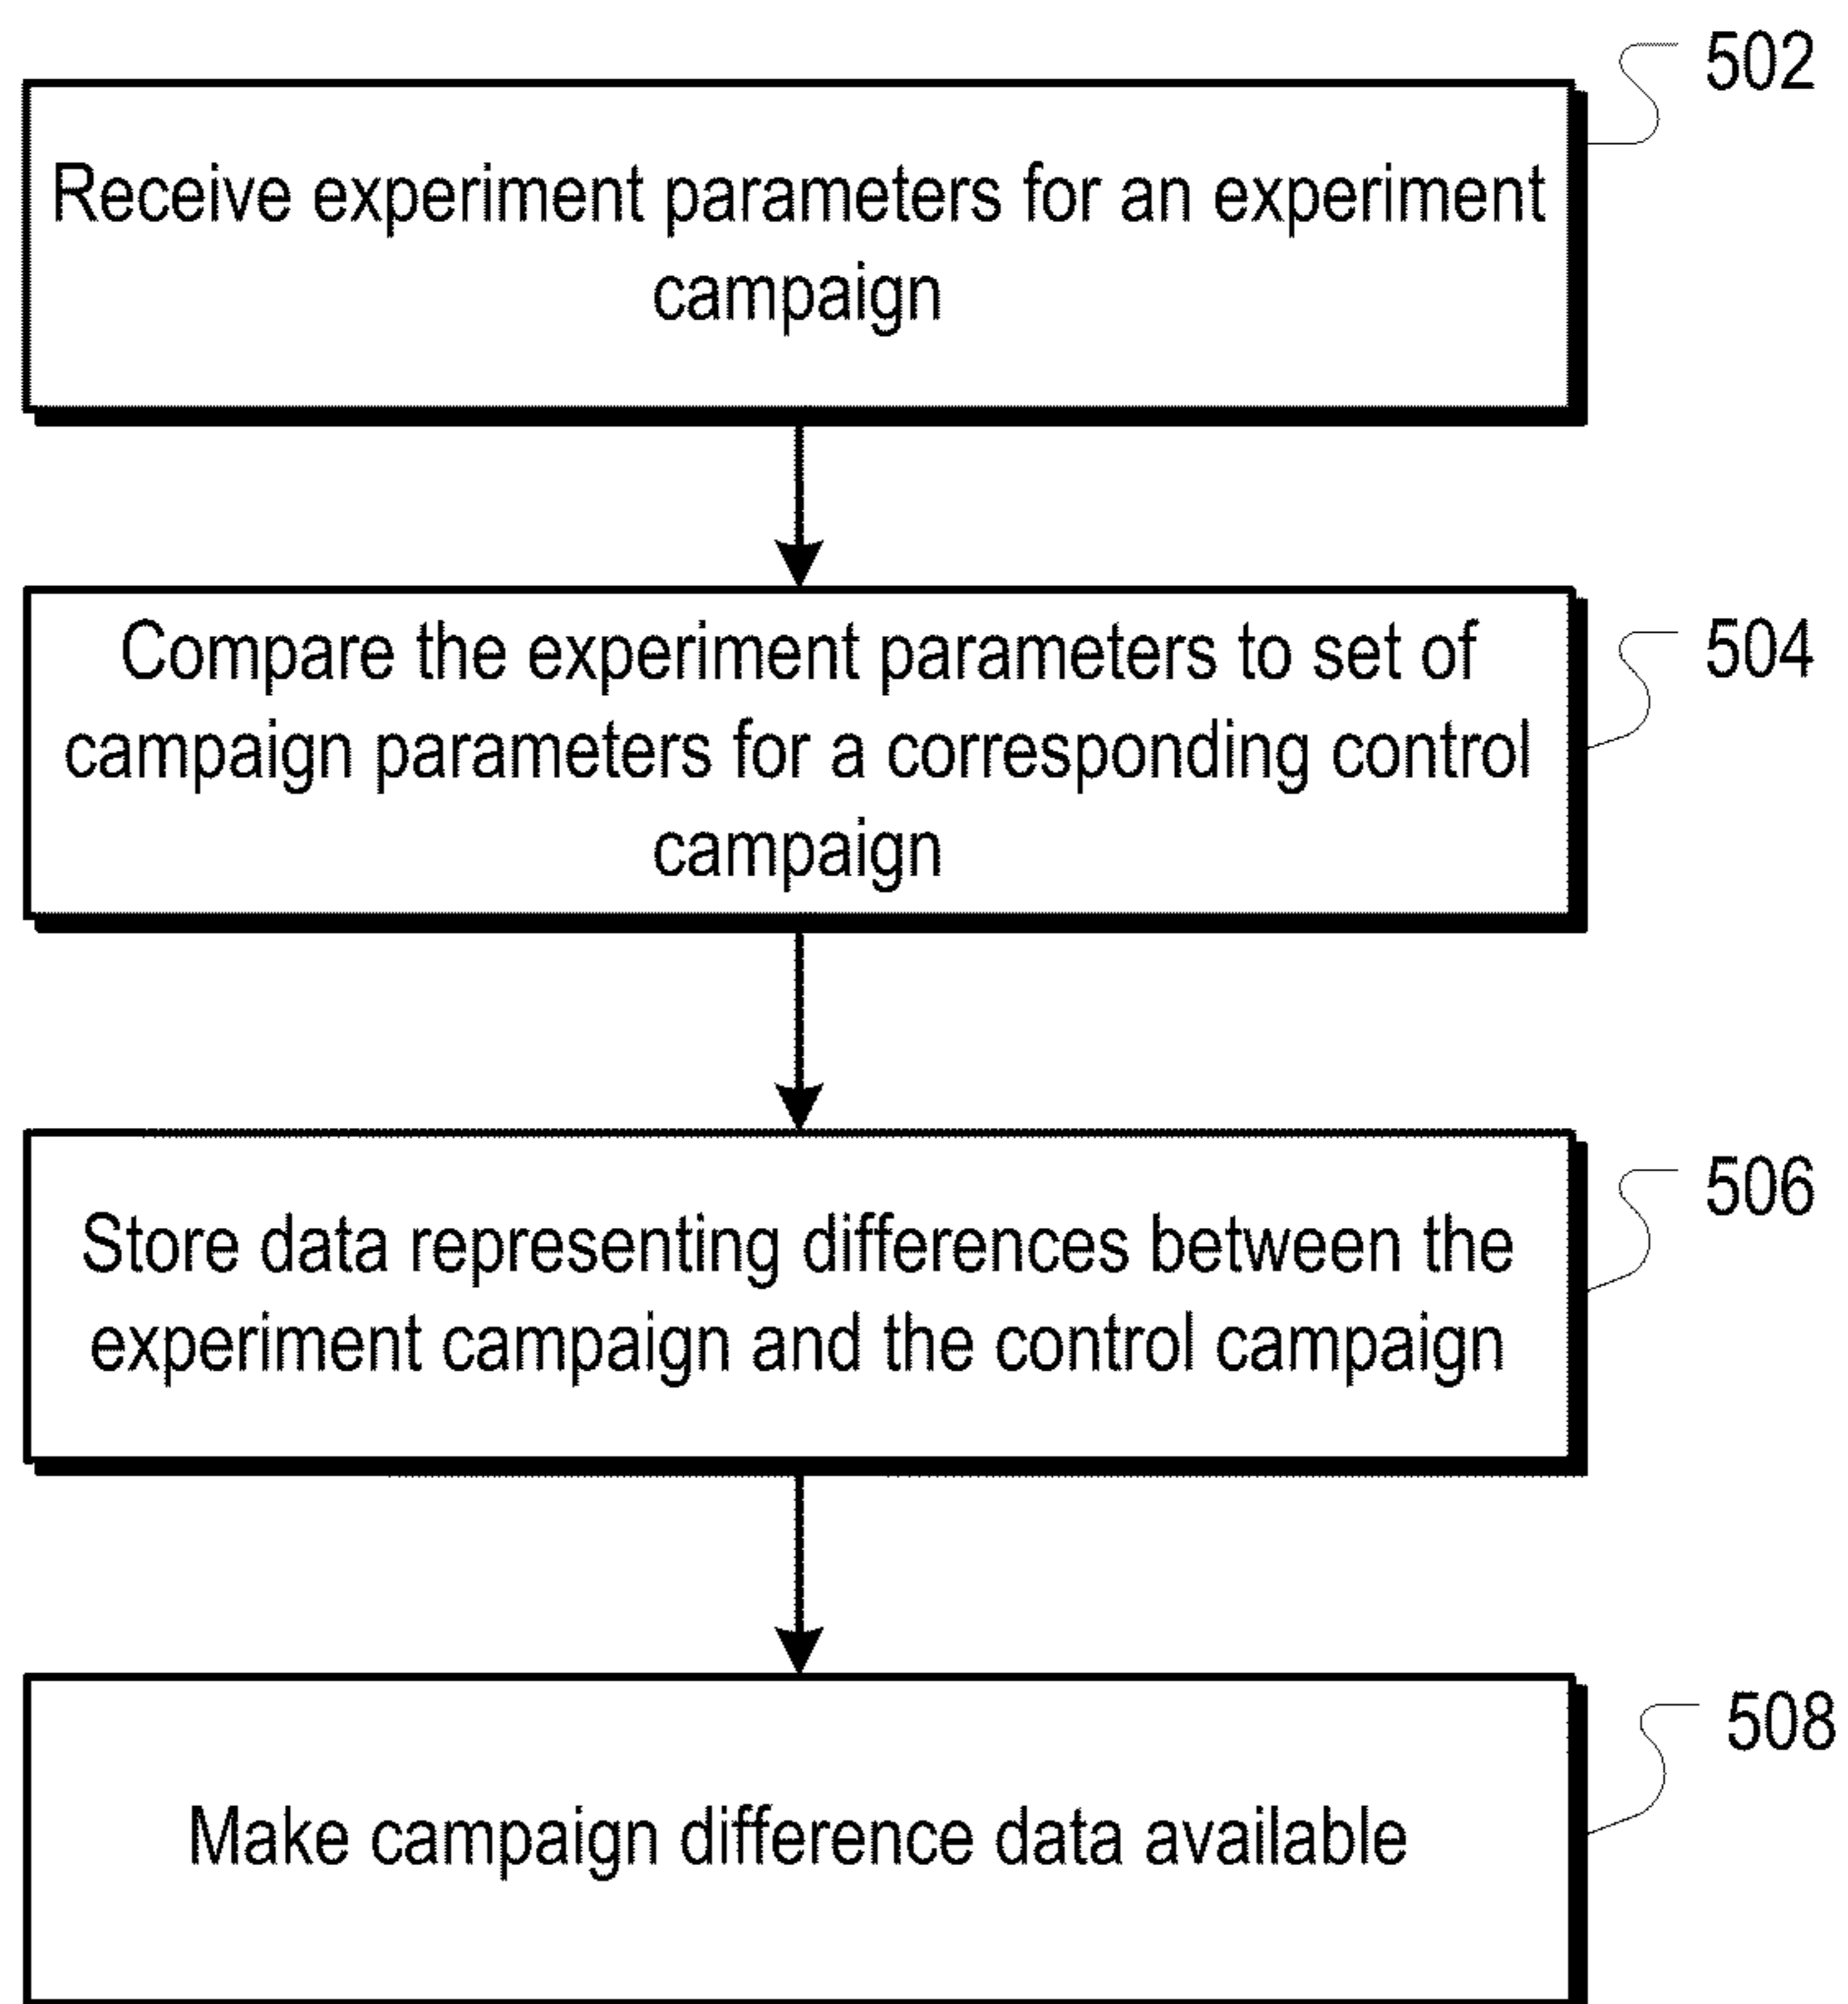 502
Receive experiment parameters for an experiment
campaign
504
Compare the experiment parameters to set of
campaign parameters for a corresponding control
campaign
506
Store data representing differences between the
experiment campaign and the control campaign
508
Make campaign difference data available